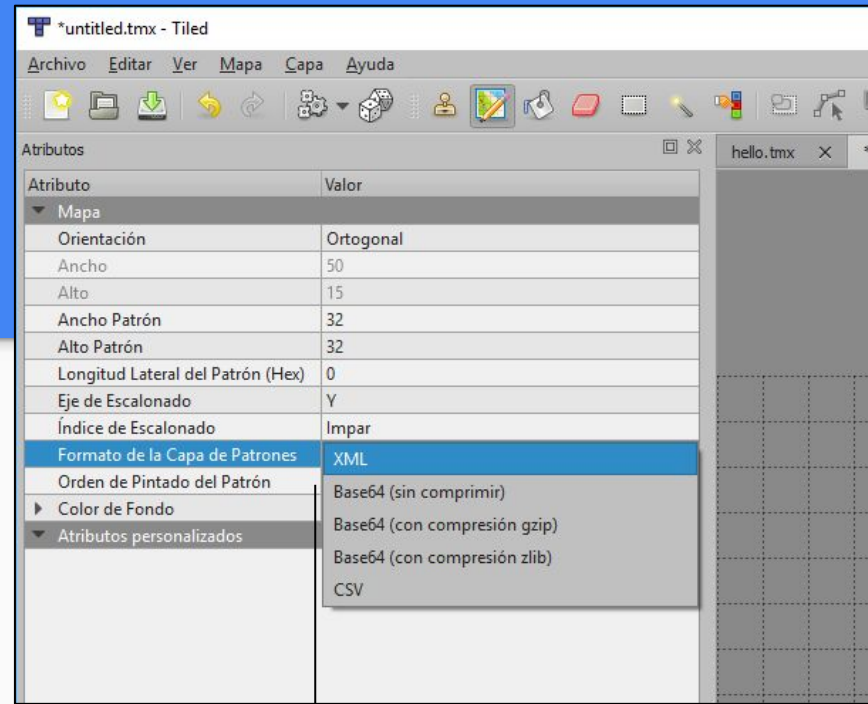 *untitled.tmx - Tiled
Archivo Editar Ver Mapa Capa Ayuda
Atributos
hello.tmx
Atributo Valor
Mapa
Orientación Ortogonal
Ancho 50
Alto 15
Ancho Patrón 32
Alto Patrón 32
Longitud Lateral del Patrón (Hex) 0
Eje de Escalonado Y
Índice de Escalonado Impar
Formato de la Capa de Patrones XML
Orden de Pintado del Patrón
Base64 (sin comprimir)
Color de Fondo
Base64 (con compresión gzip)
Atributos personalizados
Base64 (con compresión zlib)
CSV